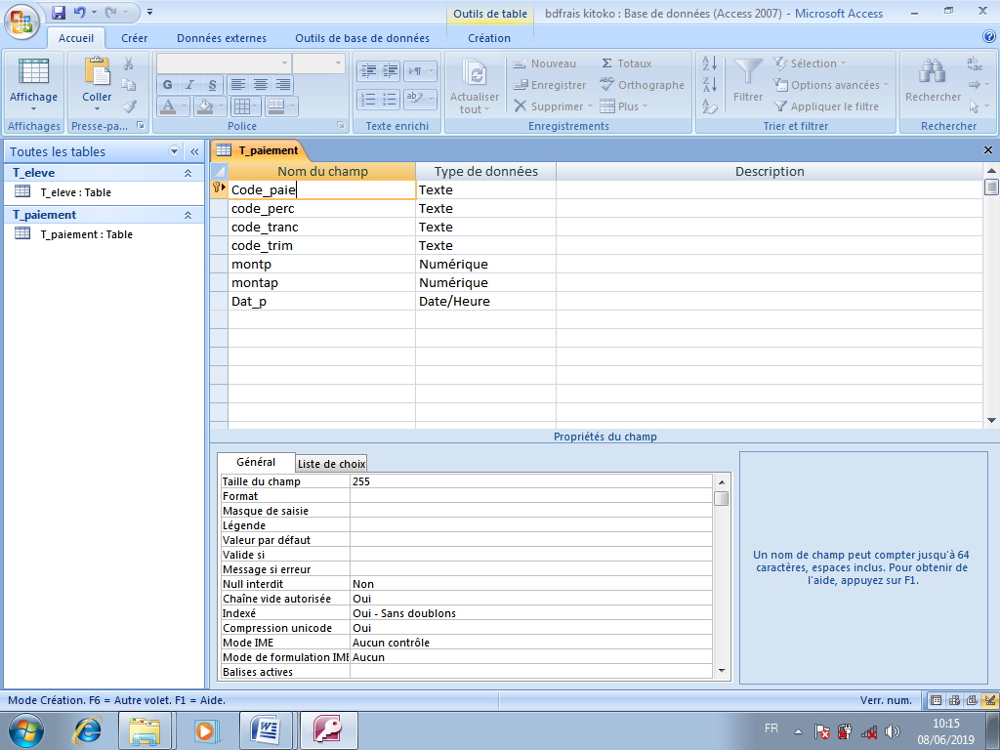 Outils de table
bdfrais kitoko : Base de données (Access 2007) - Microsoft Access
Accueil Créer Données externes Outils de base de données Création
Affichage
Affichages
Coller
Presse-pa...
G I S
A
Police
Texte enrichi
Actualiser tout
Nouveau
Enregistrer
Supprimer
Totaux
Orthographe
Plus
Enregistrements
Filtrer
Sélection
Options avancées
Appliquer le filtre
Trier et filtrer
Rechercher
Rechercher
Toutes les tables
T_eleve
T_eleve : Table
T_paiement
T_paiement : Table
T_paiement
Nom du champ Type de données Description
Code_paie Texte
code_perc Texte
code_tranc Texte
code_trim Texte
montp Numérique
montap Numérique
Dat_p Date/Heure
Propriétés du champ
Général Liste de choix
Taille du champ 255
Format
Masque de saisie
Légende
Valeur par défaut
Valide si
Message si erreur
Null interdit Non
Chaîne vide autorisée Oui
Indexé Oui - Sans doublons
Compression unicode Oui
Mode IME Aucun contrôle
Mode de formulation IME Aucun
Balises actives
Un nom de champ peut compter jusqu'à 64
caractères, espaces inclus. Pour obtenir de
l'aide, appuyez sur F1.
Mode Création. F6 = Autre volet. F1 = Aide. Verr. num.
FR
10:15
08/06/2019